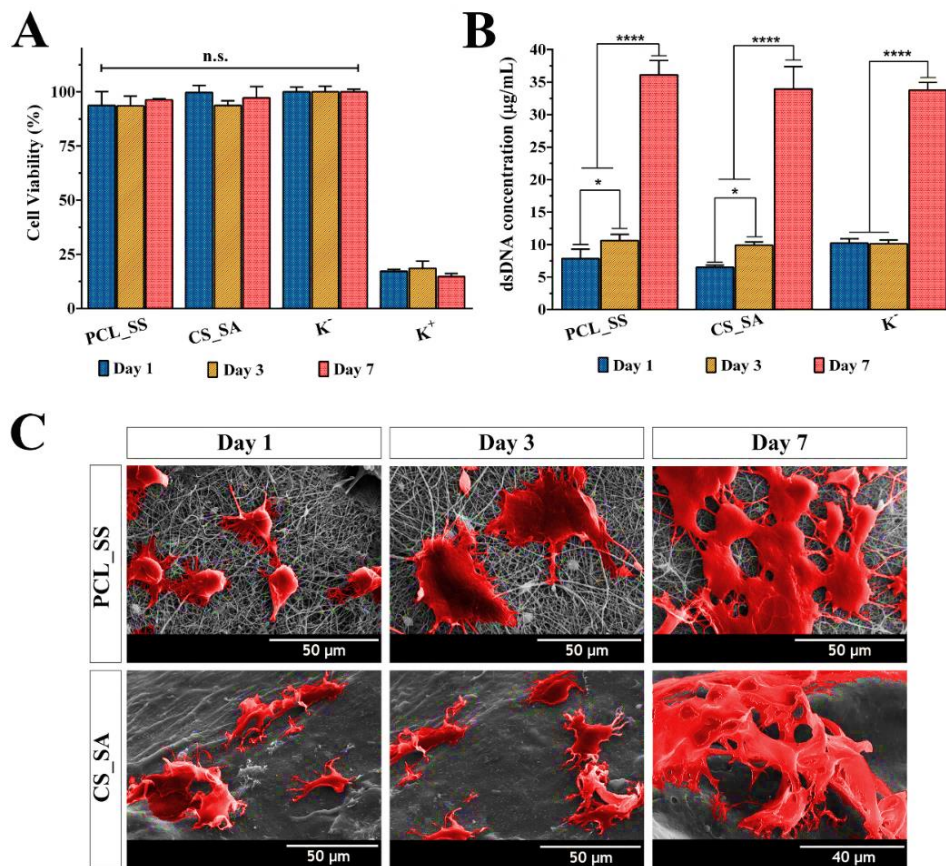 A
n.s.
Cell Viability (%)
100
75
50
25
0
PCL_SS
CS_SA
K⁻
K⁺
Day 1
Day 3
Day 7
B
****
****
****
*
*
dsDNA concentration (µg/mL)
40
35
30
25
20
15
10
5
0
PCL_SS
CS_SA
K⁻
Day 1
Day 3
Day 7
C
Day 1
Day 3
Day 7
PCL_SS
50 µm
50 µm
50 µm
CS_SA
50 µm
50 µm
40 µm